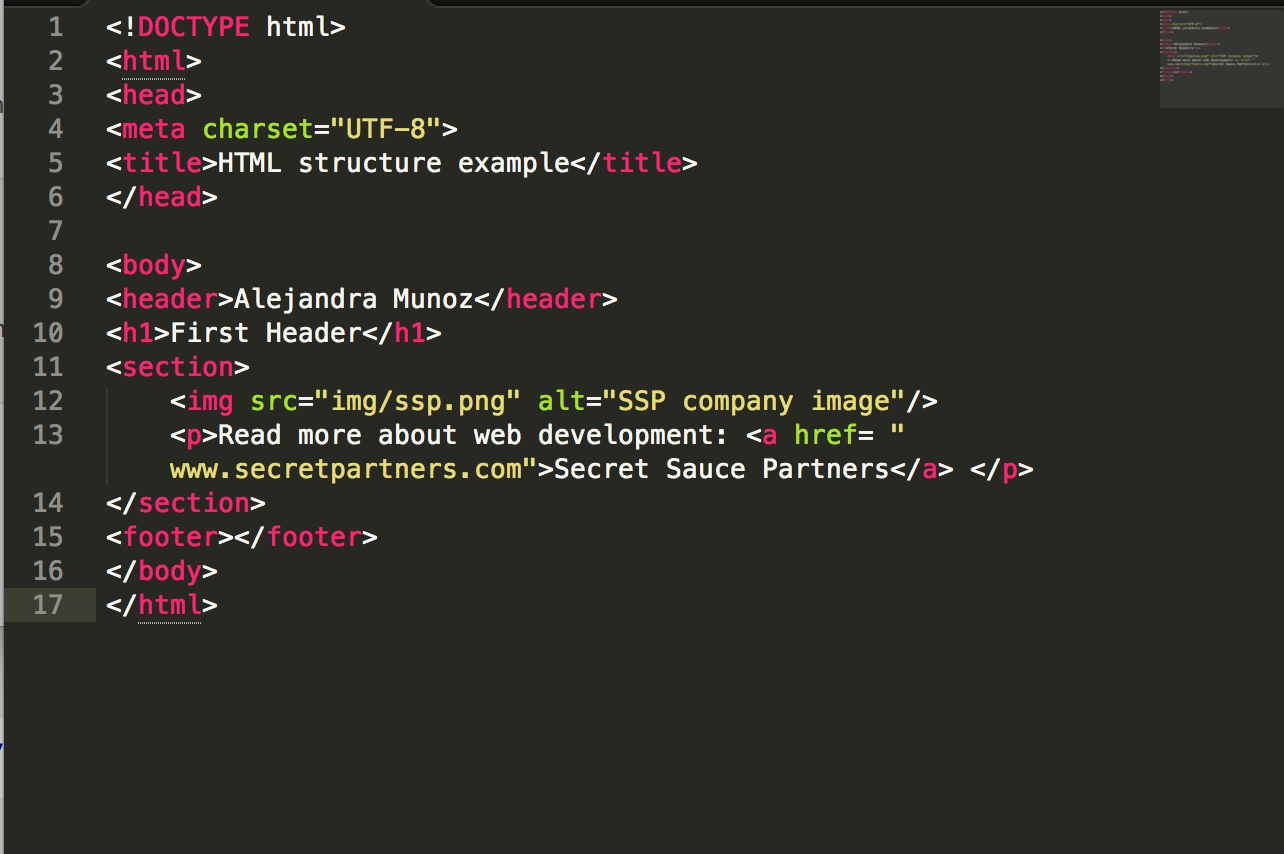 1 <!DOCTYPE html>
2 <html>
3 <head>
4 <meta charset="UTF-8">
5 <title>HTML structure example</title>
6 </head>
7
8 <body>
9 <header>Alejandra Munoz</header>
10 <h1>First Header</h1>
11 <section>
12 <img src="img/ssp.png" alt="SSP company image"/>
13 <p>Read more about web development: <a href= "
www.secretpartners.com">Secret Sauce Partners</a> </p>
14 </section>
15 <footer></footer>
16 </body>
17 </html>